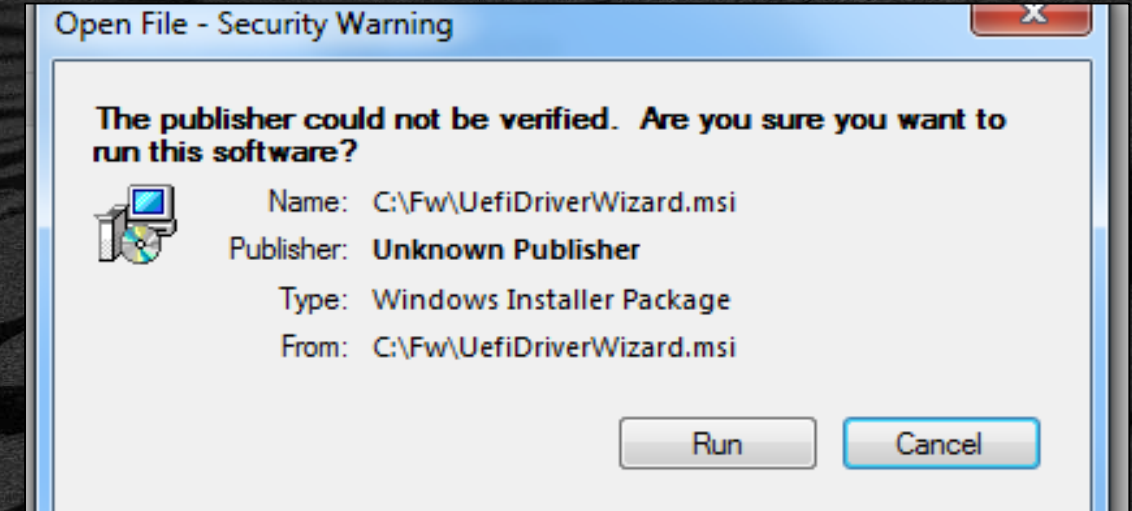 Open File - Security Warning
The publisher could not be verified.  Are you sure you want to
run this software?
Name: C:\Fw\UefiDriverWizard.msi
Publisher: Unknown Publisher
Type: Windows Installer Package
From: C:\Fw\UefiDriverWizard.msi
Run Cancel